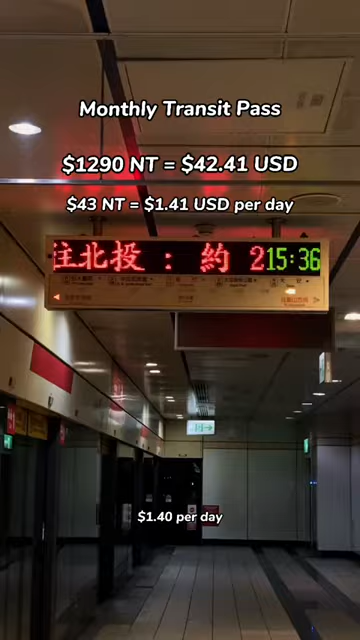 Monthly Transit Pass
$1290 NT = $42.41 USD
$43 NT = $1.41 USD per day
往北投 : 約 2 15:36
$1.40 per day